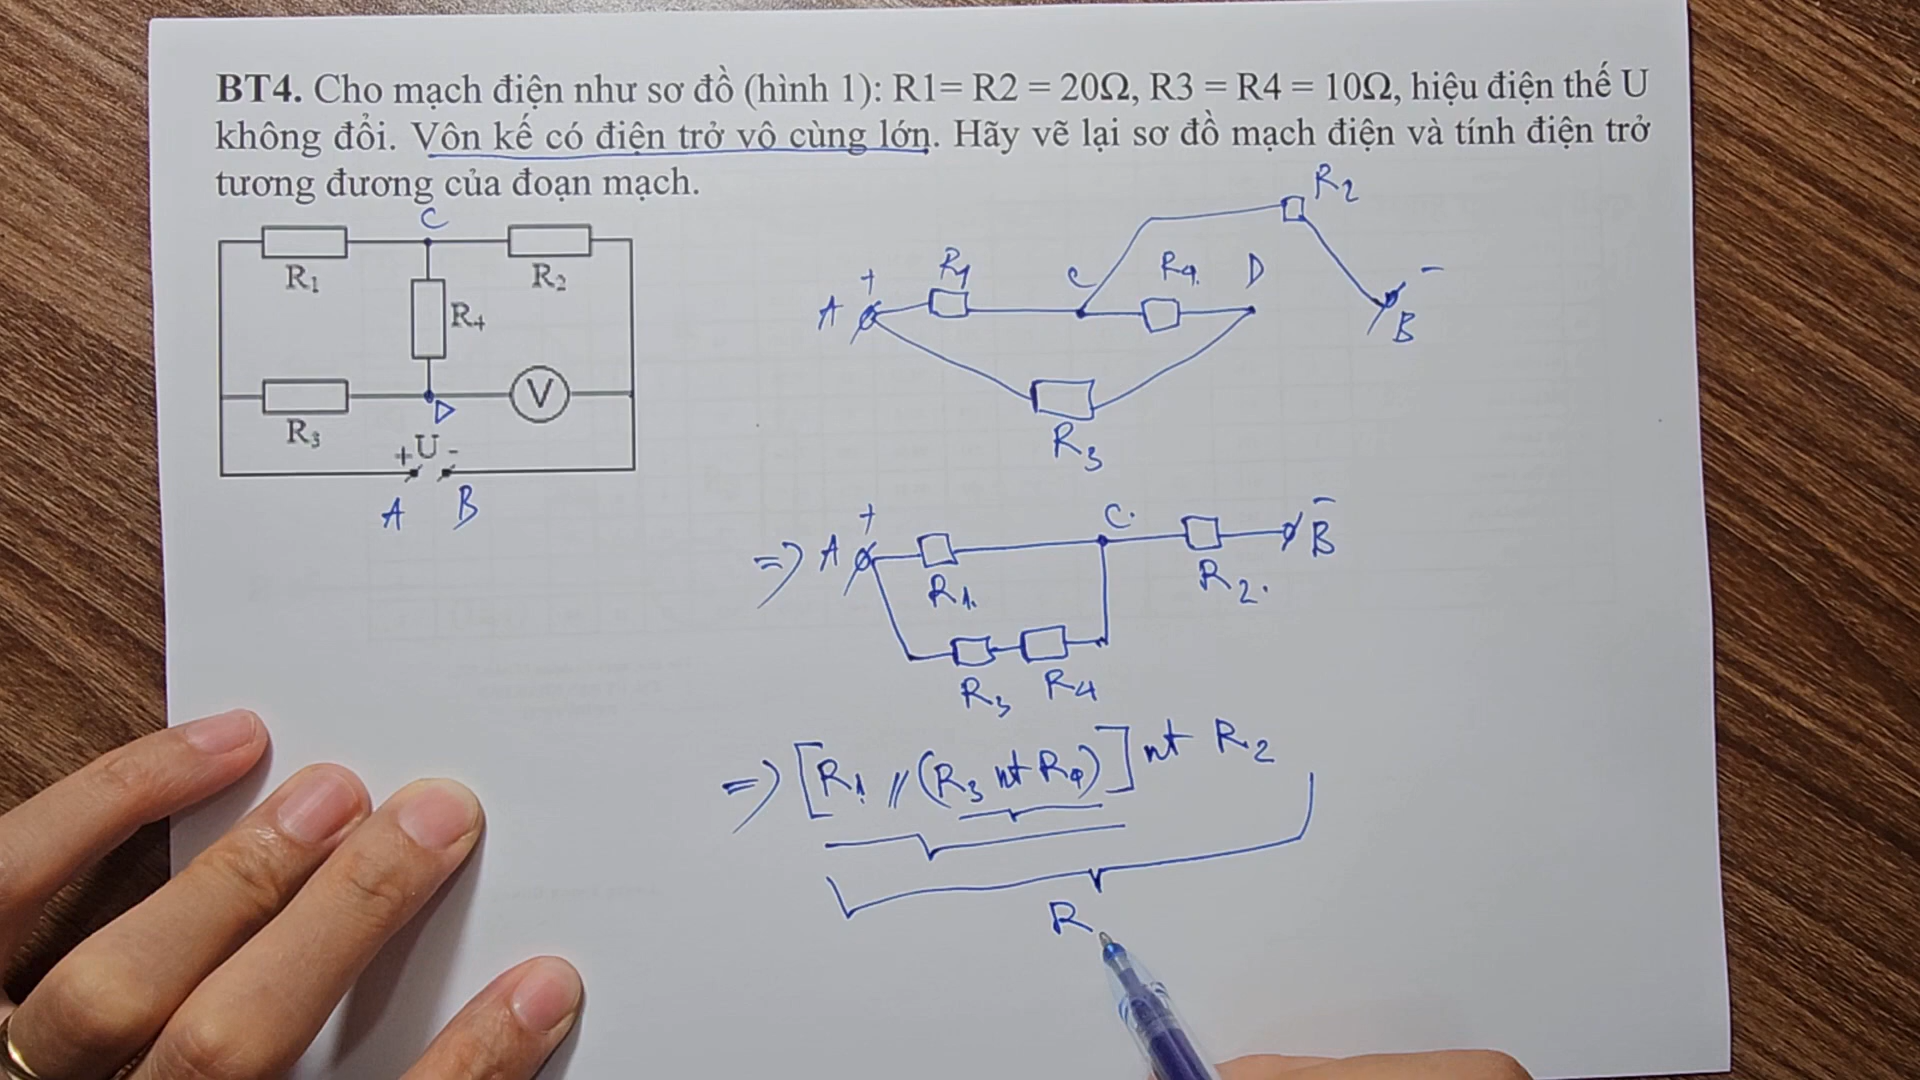 BT4. Cho mạch điện như sơ đồ (hình 1): R1= R2 = 20Ω, R3 = R4 = 10Ω, hiệu điện thế U
không đổi. Vôn kế có điện trở vô cùng lớn. Hãy vẽ lại sơ đồ mạch điện và tính điện trở
tương đương của đoạn mạch.
C
R1
R2
R4
R3
D
V
+ U -
A B
R2
+ R1 C R4 D -
A
B
R3
+ C. -
=) A B
R1. R2.
R3 R4
=) [R1 // (R3 nt R4)] nt R2
R